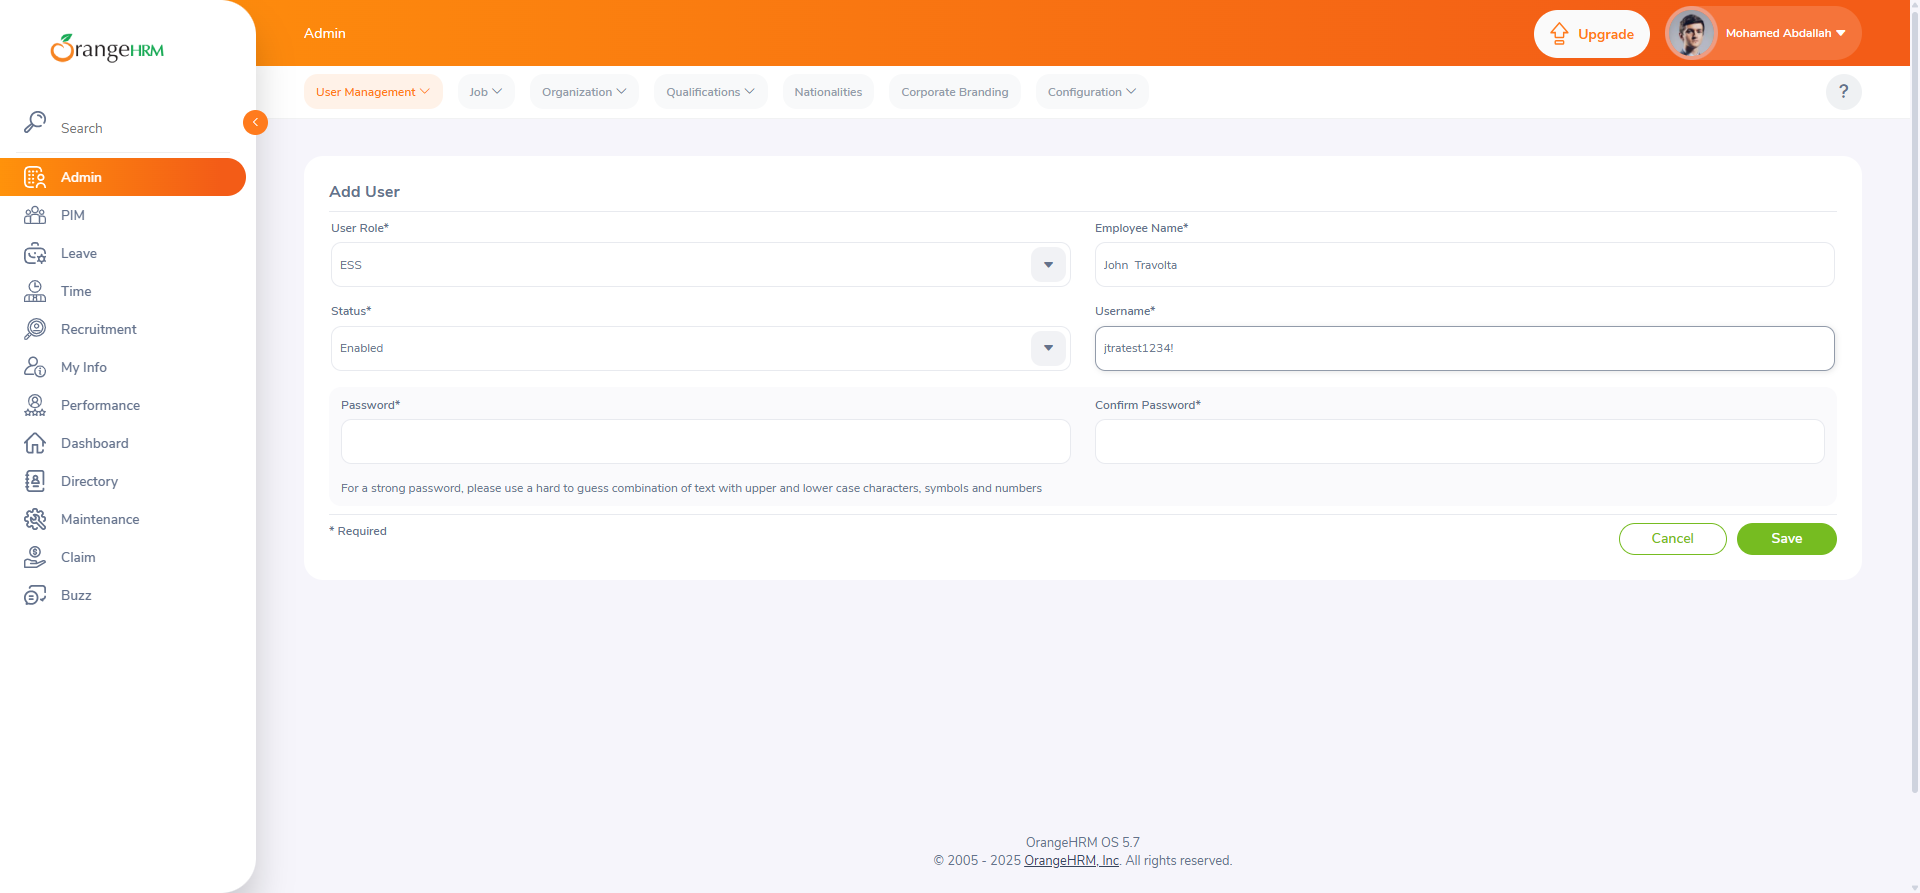 OrangeHRM
Search
Admin
PIM
Leave
Time
Recruitment
My Info
Performance
Dashboard
Directory
Maintenance
Claim
Buzz
Admin
Upgrade
Mohamed Abdallah
User Management
Job
Organization
Qualifications
Nationalities
Corporate Branding
Configuration
?
Add User
User Role*
Employee Name*
ESS
John  Travolta
Status*
Username*
Enabled
jtratest1234!
Password*
Confirm Password*
For a strong password, please use a hard to guess combination of text with upper and lower case characters, symbols and numbers
* Required
Cancel
Save
OrangeHRM OS 5.7
© 2005 - 2025 OrangeHRM, Inc. All rights reserved.